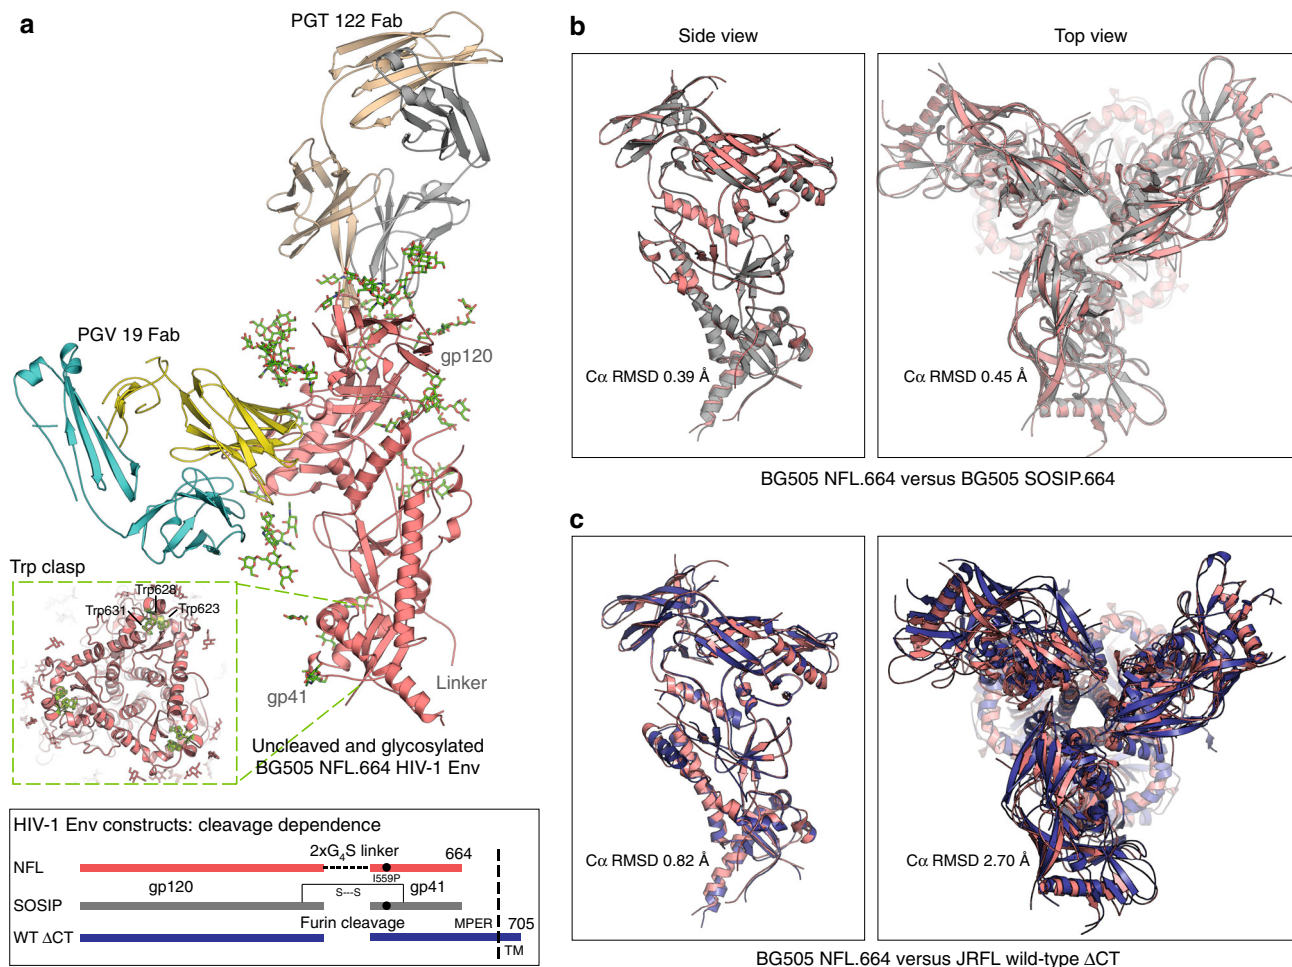 a
PGT 122 Fab
PGV 19 Fab
gp120
Trp clasp
Trp628
Trp631
Trp623
gp41
Linker
Uncleaved and glycosylated
BG505 NFL.664 HIV-1 Env
HIV-1 Env constructs: cleavage dependence
2xG4S linker
664
NFL
I559P
gp120
S---S
gp41
SOSIP
Furin cleavage
MPER
705
WT ΔCT
TM
b
Side view
Top view
Cα RMSD 0.39 Å
Cα RMSD 0.45 Å
BG505 NFL.664 versus BG505 SOSIP.664
c
Cα RMSD 0.82 Å
Cα RMSD 2.70 Å
BG505 NFL.664 versus JRFL wild-type ΔCT